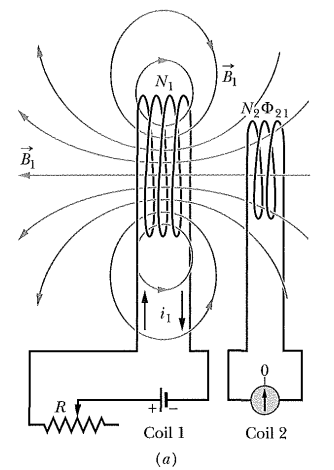 N₁
B⃗₁
N₂Φ₂₁
B⃗₁
i₁
0
R
+ −
Coil 1
Coil 2
(a)